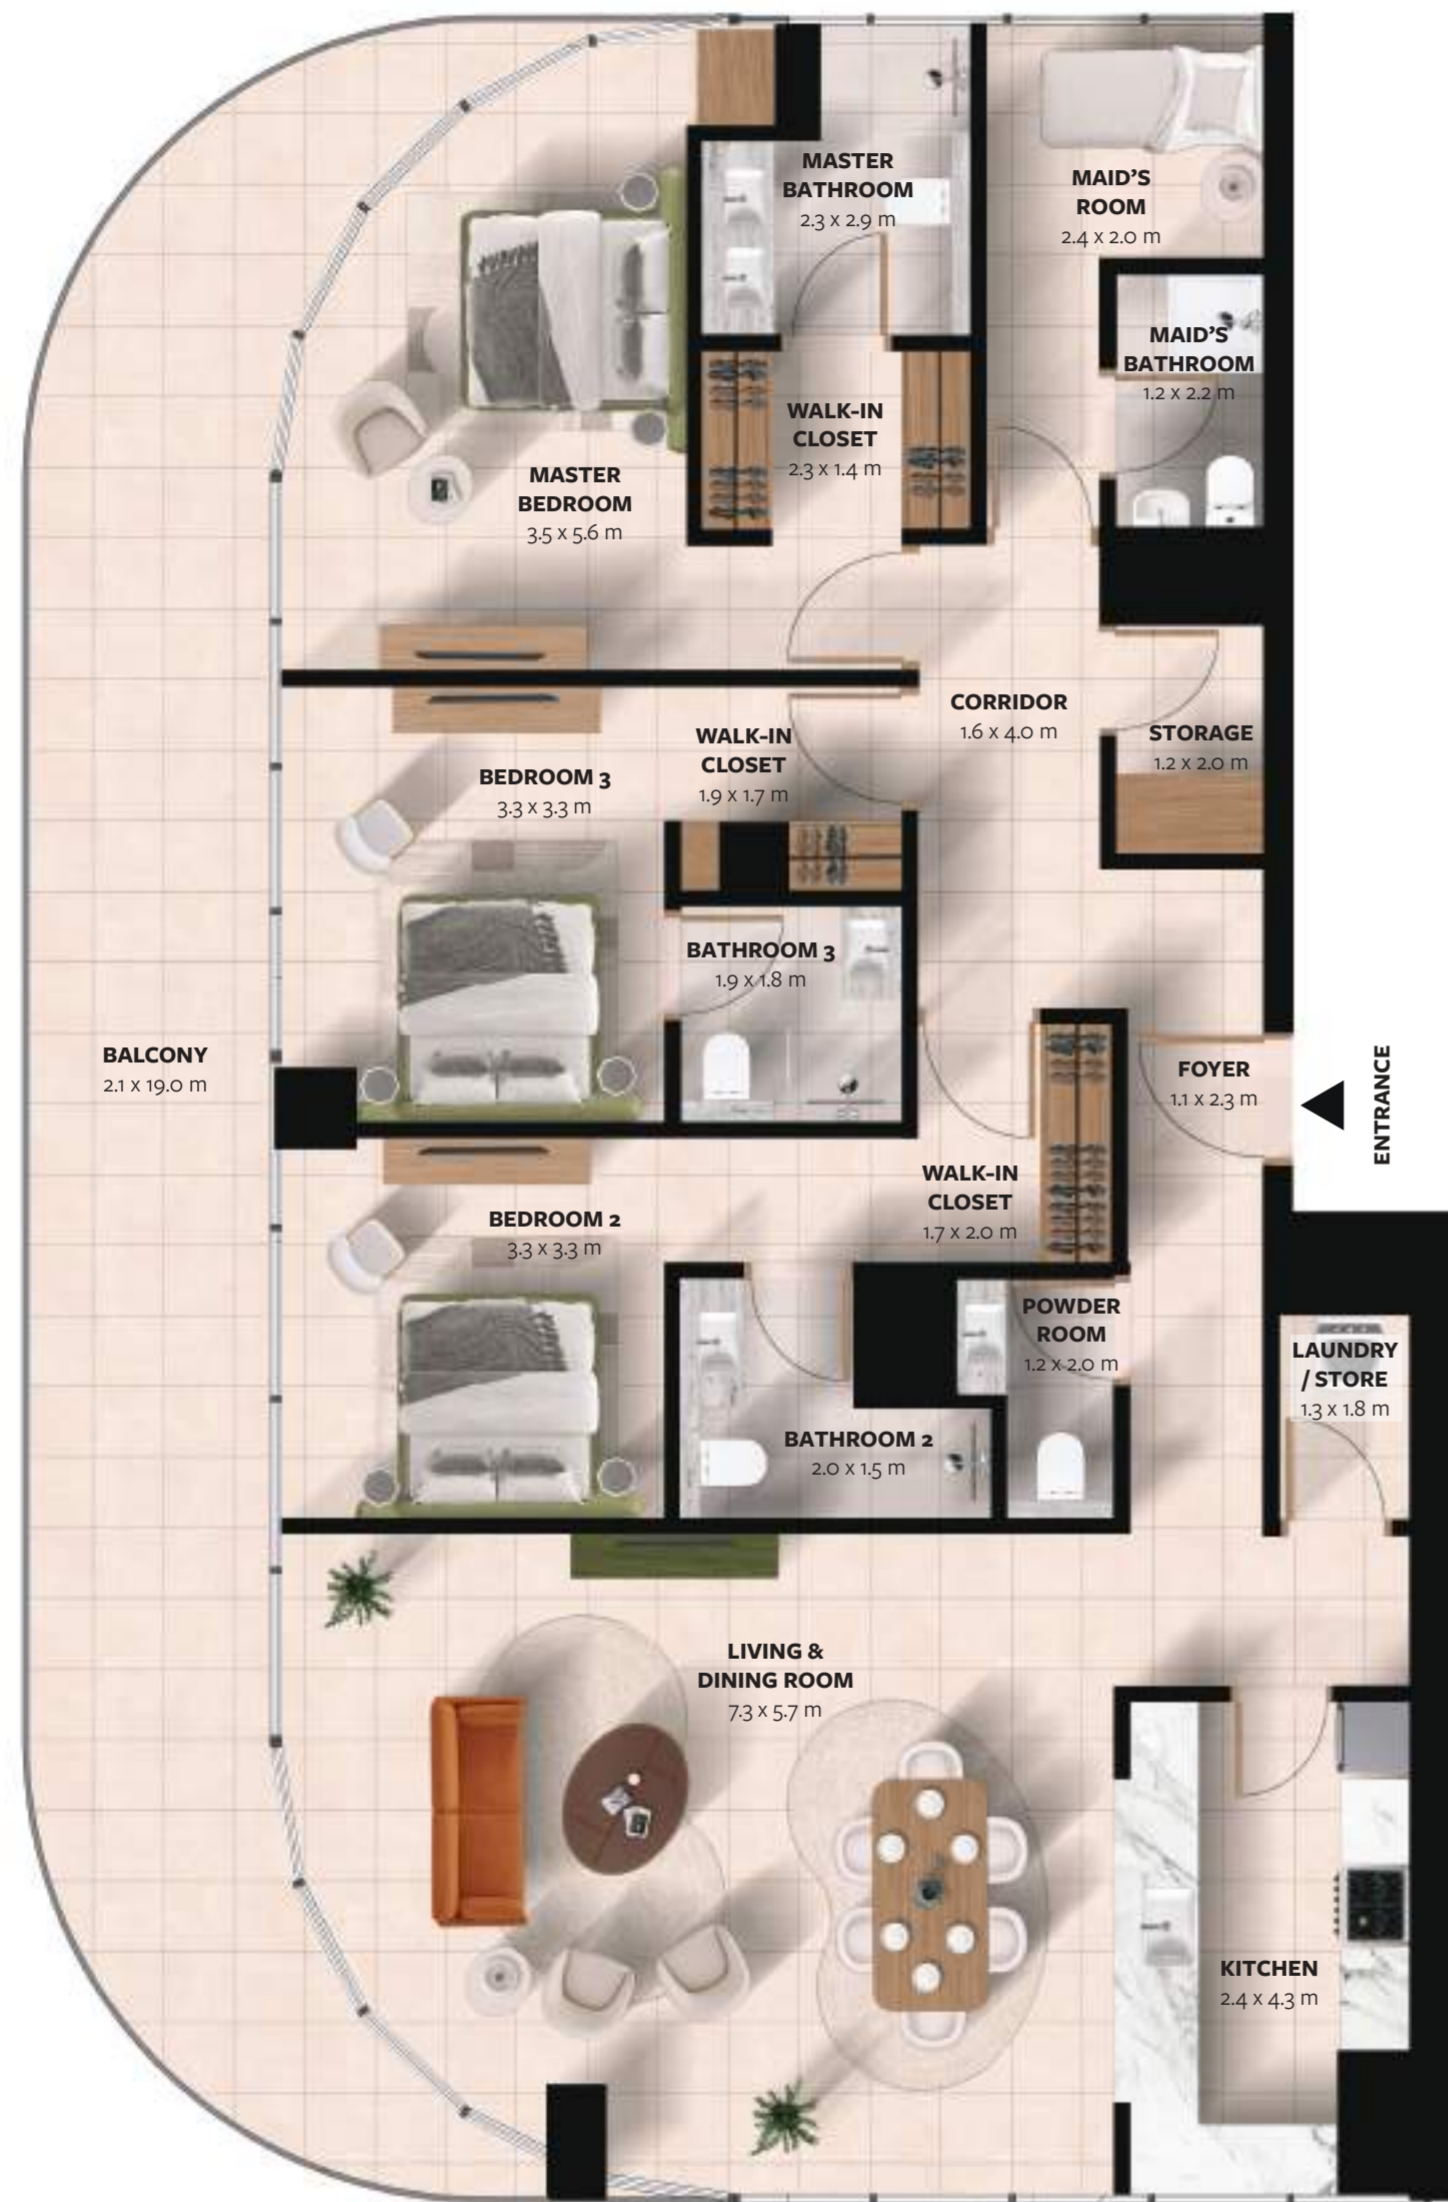 MASTER
BATHROOM
2.3 x 2.9 m
MAID'S
ROOM
2.4 x 2.0 m
MAID'S
BATHROOM
1.2 x 2.2 m
WALK-IN
CLOSET
2.3 x 1.4 m
MASTER
BEDROOM
3.5 x 5.6 m
CORRIDOR
1.6 x 4.0 m
STORAGE
1.2 x 2.0 m
WALK-IN
CLOSET
1.9 x 1.7 m
BEDROOM 3
3.3 x 3.3 m
BATHROOM 3
1.9 x 1.8 m
BALCONY
2.1 x 19.0 m
FOYER
1.1 x 2.3 m
ENTRANCE
WALK-IN
CLOSET
1.7 x 2.0 m
BEDROOM 2
3.3 x 3.3 m
POWDER
ROOM
1.2 x 2.0 m
LAUNDRY
/ STORE
1.3 x 1.8 m
BATHROOM 2
2.0 x 1.5 m
LIVING &
DINING ROOM
7.3 x 5.7 m
KITCHEN
2.4 x 4.3 m